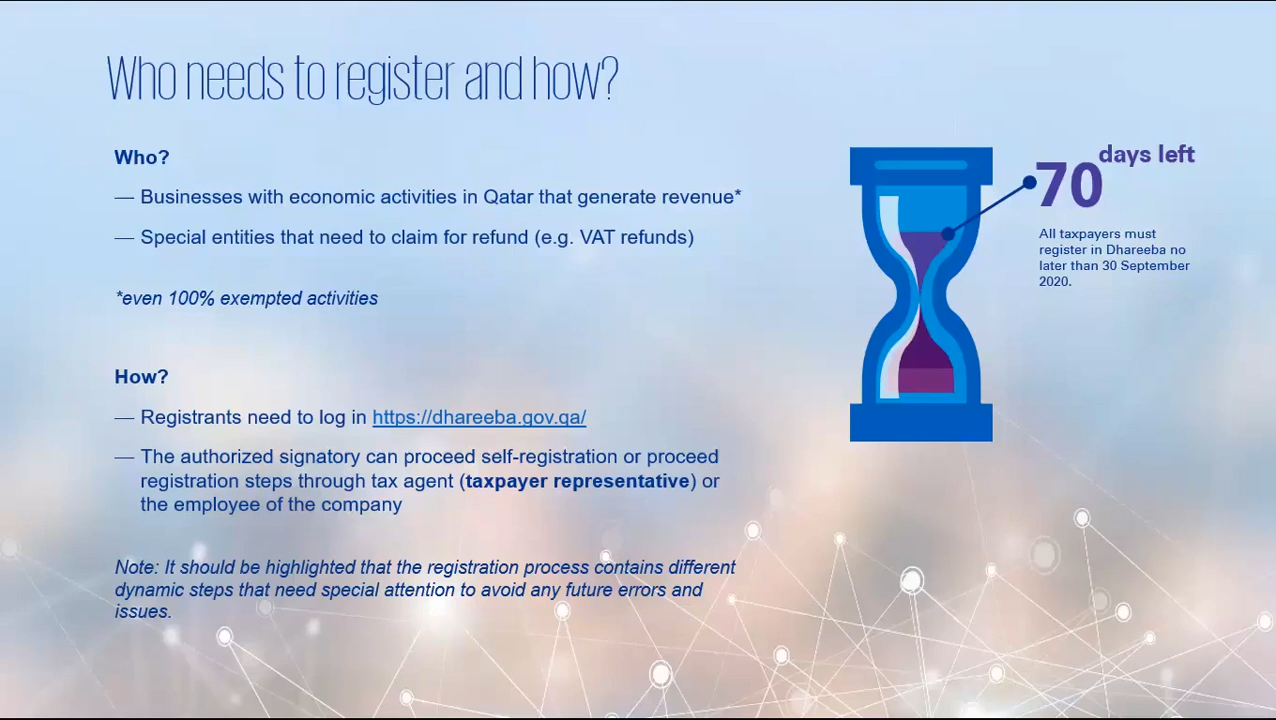 Who needs to register and how?
Who?
— Businesses with economic activities in Qatar that generate revenue*
— Special entities that need to claim for refund (e.g. VAT refunds)
*even 100% exempted activities
How?
— Registrants need to log in https://dhareeba.gov.qa/
— The authorized signatory can proceed self-registration or proceed
registration steps through tax agent (taxpayer representative) or
the employee of the company
Note: It should be highlighted that the registration process contains different
dynamic steps that need special attention to avoid any future errors and
issues.
70 days left
All taxpayers must
register in Dhareeba no
later than 30 September
2020.